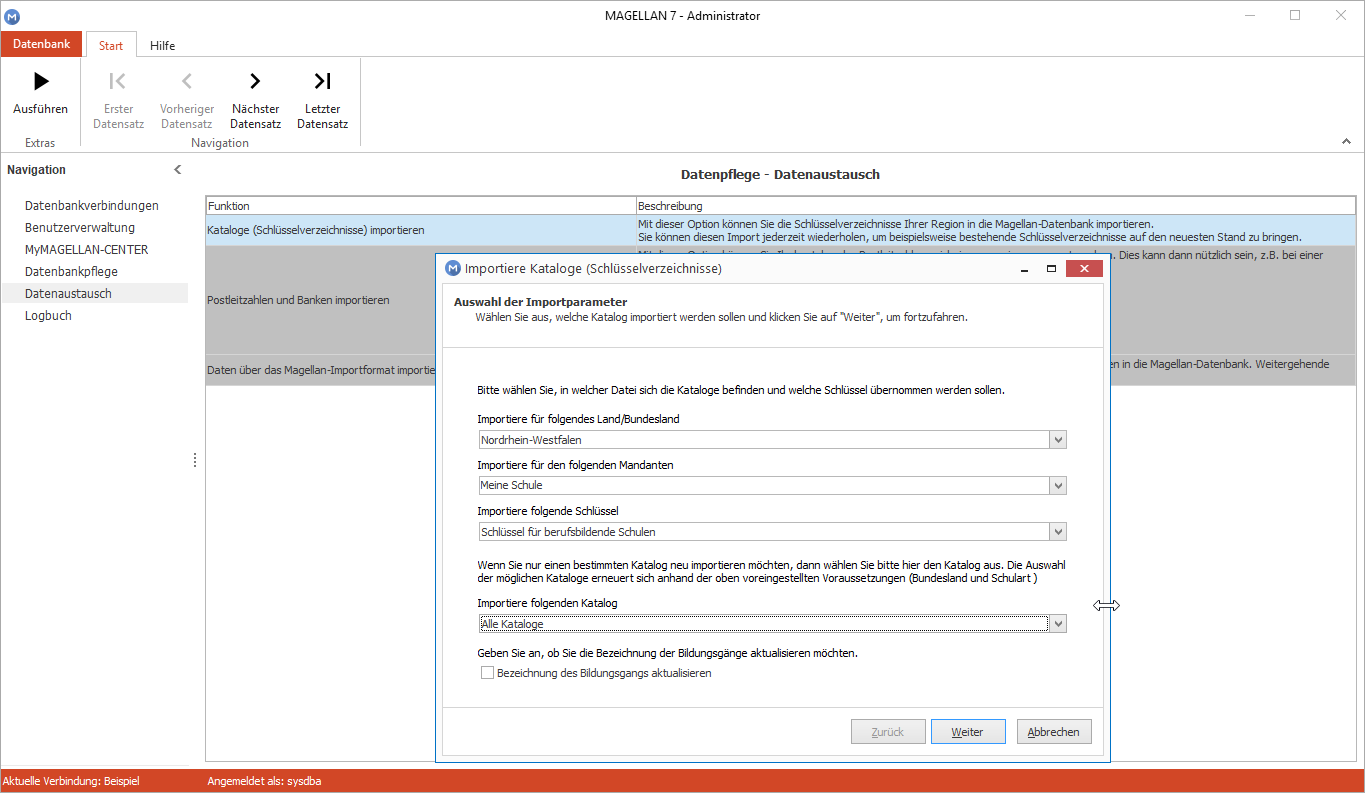 MAGELLAN 7 - Administrator
Datenbank
Start
Hilfe
Ausführen
Erster Datensatz
Vorheriger Datensatz
Nächster Datensatz
Letzter Datensatz
Extras
Navigation
Navigation
Datenbankverbindungen
Benutzerverwaltung
MyMAGELLAN-CENTER
Datenbankpflege
Datenaustausch
Logbuch
Datenpflege - Datenaustausch
Funktion
Beschreibung
Kataloge (Schlüsselverzeichnisse) importieren
Mit dieser Option können Sie die Schlüsselverzeichnisse Ihrer Region in die Magellan-Datenbank importieren.
Sie können diesen Import jederzeit wiederholen, um beispielsweise bestehende Schlüsselverzeichnisse auf den neuesten Stand zu bringen.
Dies kann dann nützlich sein, z.B. bei einer
Postleitzahlen und Banken importieren
Daten über das Magellan-Importformat importie
en in die Magellan-Datenbank. Weitergehende
Importiere Kataloge (Schlüsselverzeichnisse)
Auswahl der Importparameter
Wählen Sie aus, welche Katalog importiert werden sollen und klicken Sie auf "Weiter", um fortzufahren.
Bitte wählen Sie, in welcher Datei sich die Kataloge befinden und welche Schlüssel übernommen werden sollen.
Importiere für folgendes Land/Bundesland
Nordrhein-Westfalen
Importiere für den folgenden Mandanten
Meine Schule
Importiere folgende Schlüssel
Schlüssel für berufsbildende Schulen
Wenn Sie nur einen bestimmten Katalog neu importieren möchten, dann wählen Sie bitte hier den Katalog aus. Die Auswahl
der möglichen Kataloge erneuert sich anhand der oben voreingestellten Voraussetzungen (Bundesland und Schulart )
Importiere folgenden Katalog
Alle Kataloge
Geben Sie an, ob Sie die Bezeichnung der Bildungsgänge aktualisieren möchten.
Bezeichnung des Bildungsgangs aktualisieren
Zurück
Weiter
Abbrechen
Aktuelle Verbindung: Beispiel
Angemeldet als: sysdba